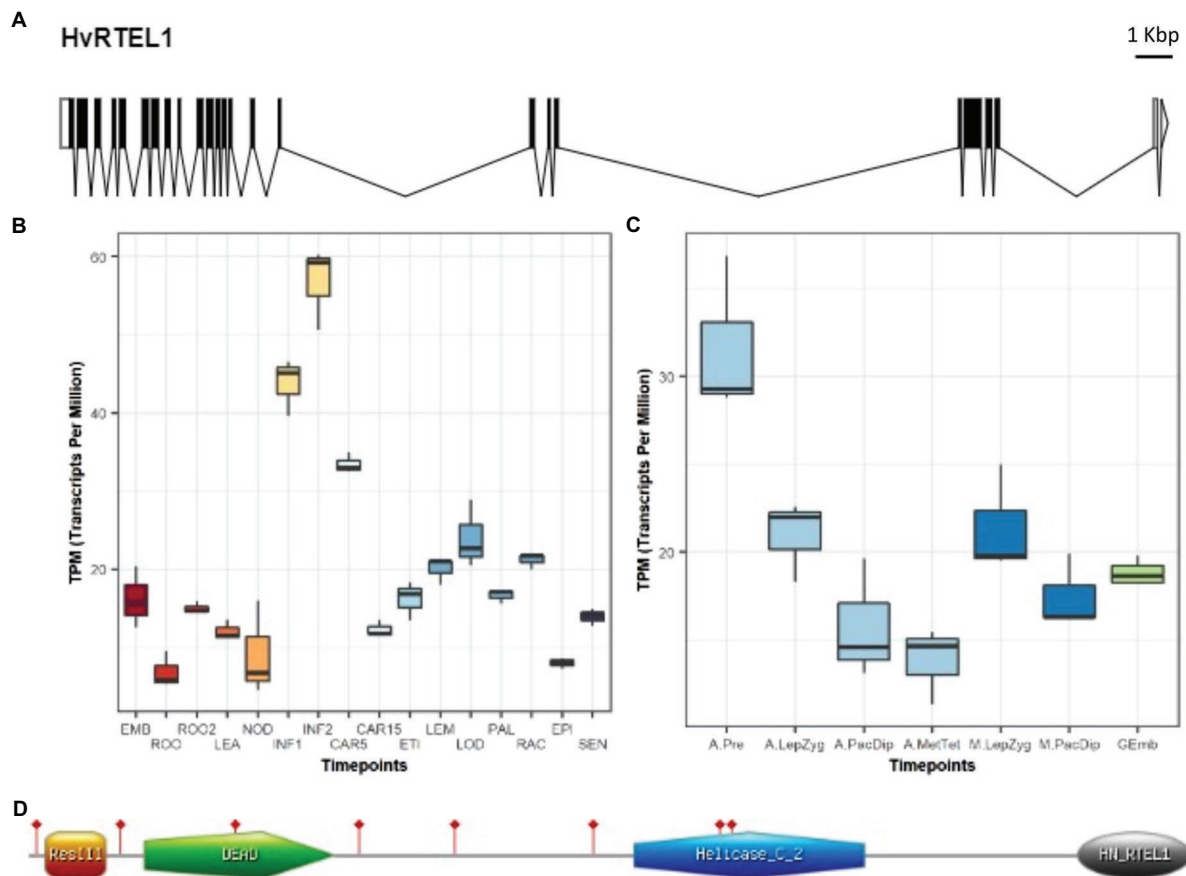 A
HvRTEL1
1 Kbp
B
TPM (Transcripts Per Million)
60
40
20
EMB ROO2 NOD INF2 CAR15 LEM PAL EPI
ROO LEA INF1 CAR5 ETI LOD RAC SEN
Timepoints
C
TPM (Transcripts Per Million)
30
20
A.Pre A.LepZyg A.PacDip A.MetTet M.LepZyg M.PacDip GEmb
Timepoints
D
ResIII
DEAD
Helicase_C_2
HN_RTEL1